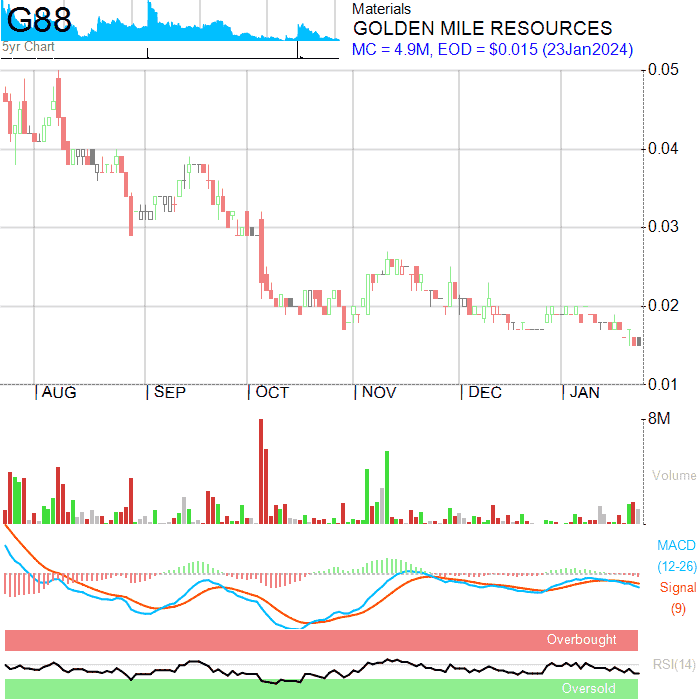 G88
5yr Chart
Materials
GOLDEN MILE RESOURCES
MC = 4.9M, EOD = $0.015 (23Jan2024)
0.05
0.04
0.03
0.02
0.01
AUG SEP OCT NOV DEC JAN
8M
Volume
MACD
(12-26)
Signal
(9)
Overbought
RSI(14)
Oversold